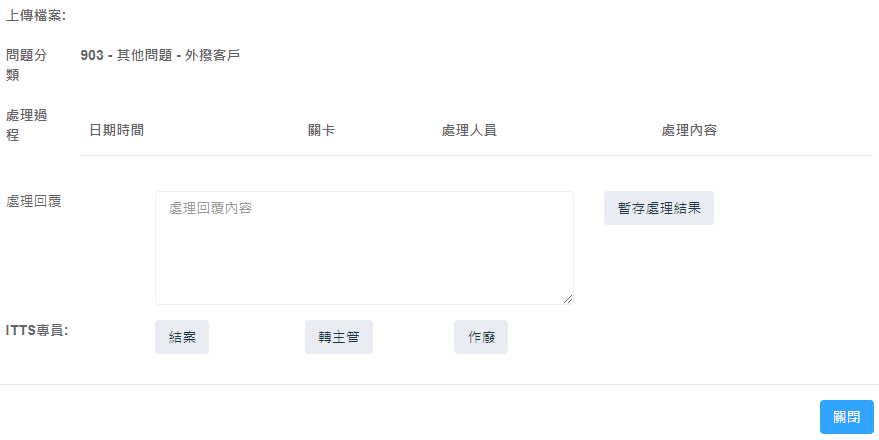 上傳檔案:
問題分
類
903 - 其他問題 - 外撥客戶
處理過
程
日期時間 關卡 處理人員 處理內容
處理回覆
處理回覆內容
暫存處理結果
ITTS專員:
結案 轉主管 作廢
關閉